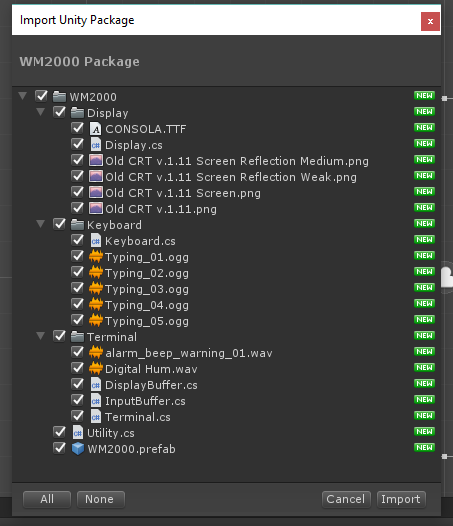 Import Unity Package
x
WM2000 Package
WM2000 NEW
Display NEW
A CONSOLA.TTF NEW
C# Display.cs NEW
Old CRT v.1.11 Screen Reflection Medium.png NEW
Old CRT v.1.11 Screen Reflection Weak.png NEW
Old CRT v.1.11 Screen.png NEW
Old CRT v.1.11.png NEW
Keyboard NEW
C# Keyboard.cs NEW
Typing_01.ogg NEW
Typing_02.ogg NEW
Typing_03.ogg NEW
Typing_04.ogg NEW
Typing_05.ogg NEW
Terminal NEW
alarm_beep_warning_01.wav NEW
Digital Hum.wav NEW
C# DisplayBuffer.cs NEW
C# InputBuffer.cs NEW
C# Terminal.cs NEW
C# Utility.cs NEW
WM2000.prefab NEW
All None Cancel Import